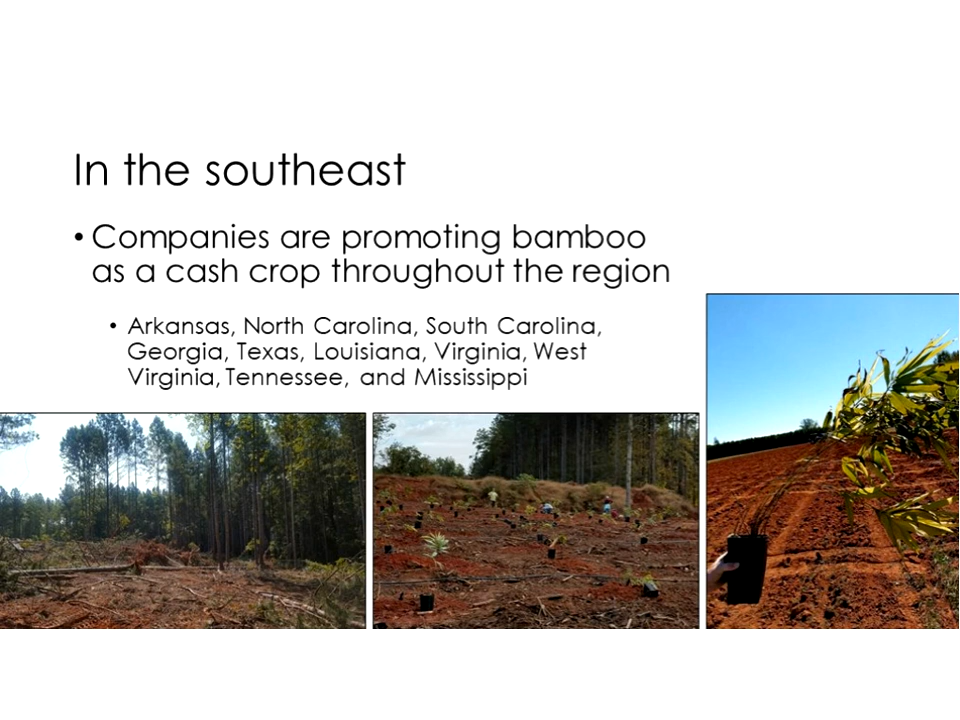 In the southeast
• Companies are promoting bamboo
as a cash crop throughout the region
• Arkansas, North Carolina, South Carolina,
Georgia, Texas, Louisiana, Virginia, West
Virginia, Tennessee, and Mississippi